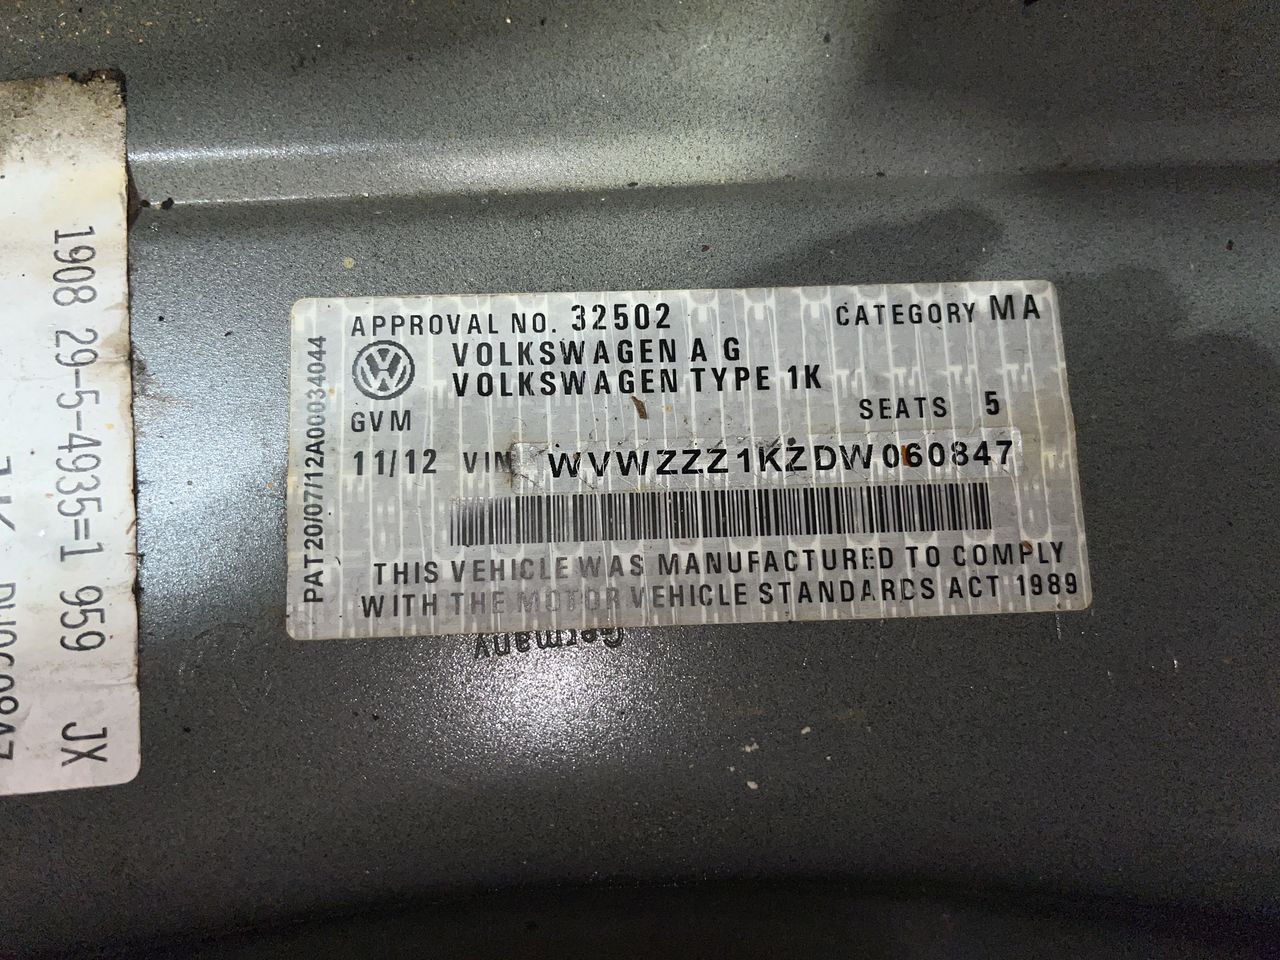 1908 29-5-4935=1 959 JX
APPROVAL NO. 32502 CATEGORY MA
VOLKSWAGEN A G
VOLKSWAGEN TYPE 1K
GVM SEATS 5
11/12 VIN WVWZZZ1KZDW060847
THIS VEHICLE WAS MANUFACTURED TO COMPLY
WITH THE MOTOR VEHICLE STANDARDS ACT 1989
PAT20/07/12A00034044
Germany